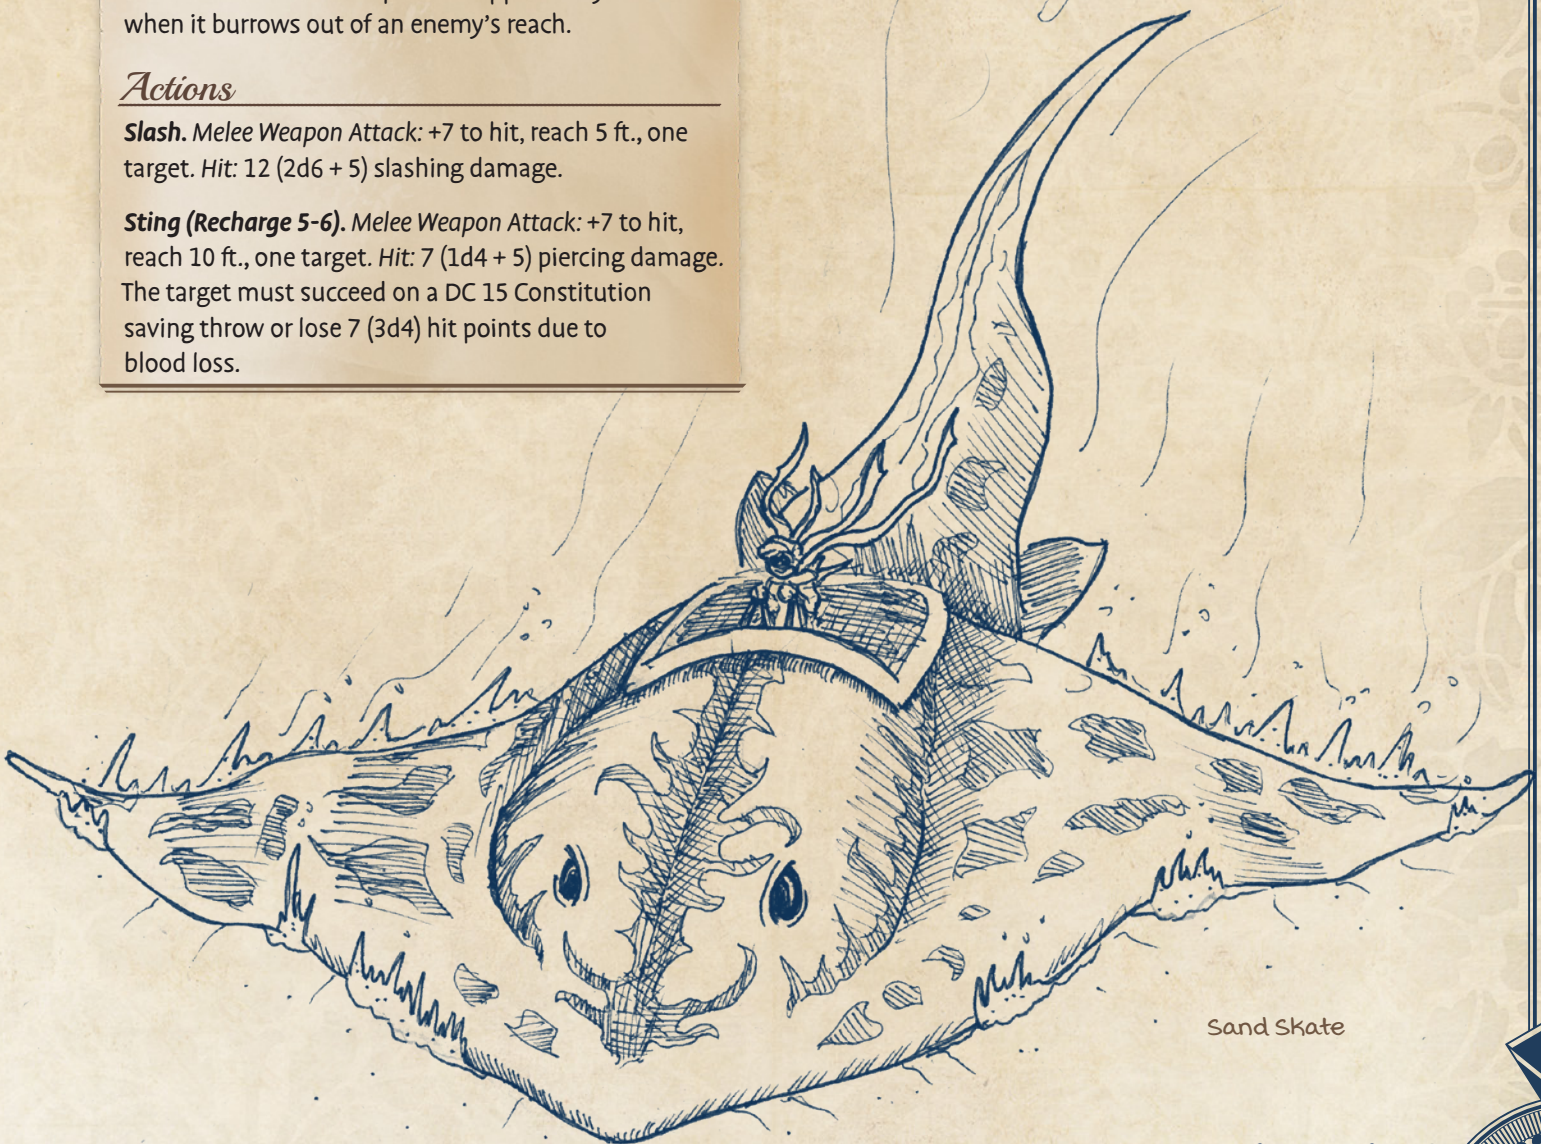 when it burrows out of an enemy’s reach.
Actions
Slash. Melee Weapon Attack: +7 to hit, reach 5 ft., one
target. Hit: 12 (2d6 + 5) slashing damage.
Sting (Recharge 5-6). Melee Weapon Attack: +7 to hit,
reach 10 ft., one target. Hit: 7 (1d4 + 5) piercing damage.
The target must succeed on a DC 15 Constitution
saving throw or lose 7 (3d4) hit points due to
blood loss.
Sand Skate